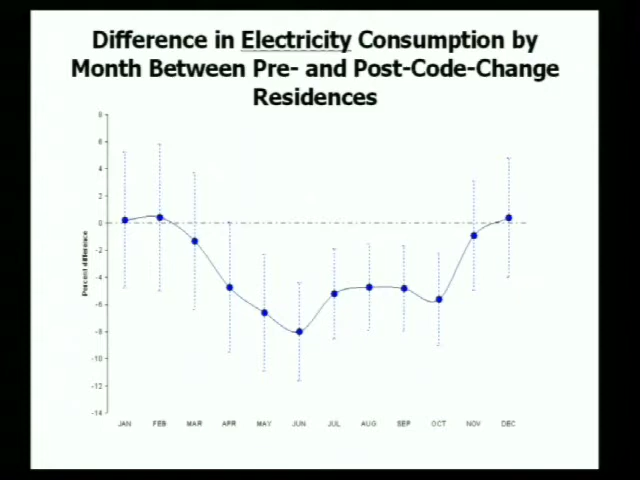 Difference in Electricity Consumption by
Month Between Pre- and Post-Code-Change
Residences
8
6
4
2
0
-2
-4
-6
-8
-10
-12
-14
Percent difference
JAN FEB MAR APR MAY JUN JUL AUG SEP OCT NOV DEC